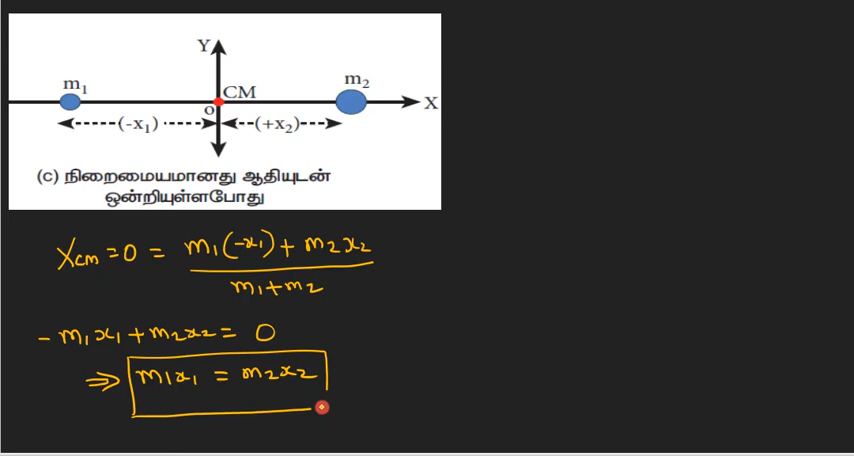 Y
m₁
m₂
CM
o
X
(-x₁)
(+x₂)
(c) நிறைமையமானது ஆதியுடன்
ஒன்றியுள்ளபோது
X_CM = 0 = m₁(-x₁) + m₂x₂
m₁ + m₂
- m₁x₁ + m₂x₂ = 0
⇒ m₁x₁ = m₂x₂